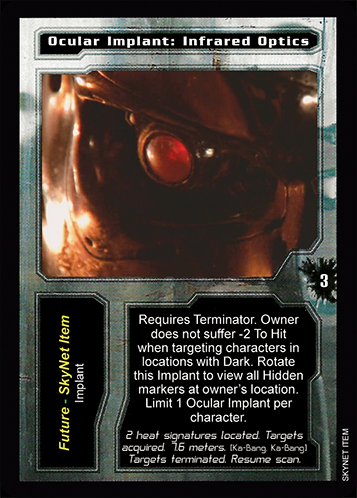 Ocular Implant: Infrared Optics
3
Future - SkyNet Item
Implant
Requires Terminator. Owner
does not suffer -2 To Hit
when targeting characters in
locations with Dark. Rotate
this Implant to view all Hidden
markers at owner's location.
Limit 1 Ocular Implant per
character.
2 heat signatures located. Targets
acquired. 7.6 meters. (Ka-Bang, Ka-Bang)
Targets terminated. Resume scan.
SKYNET ITEM